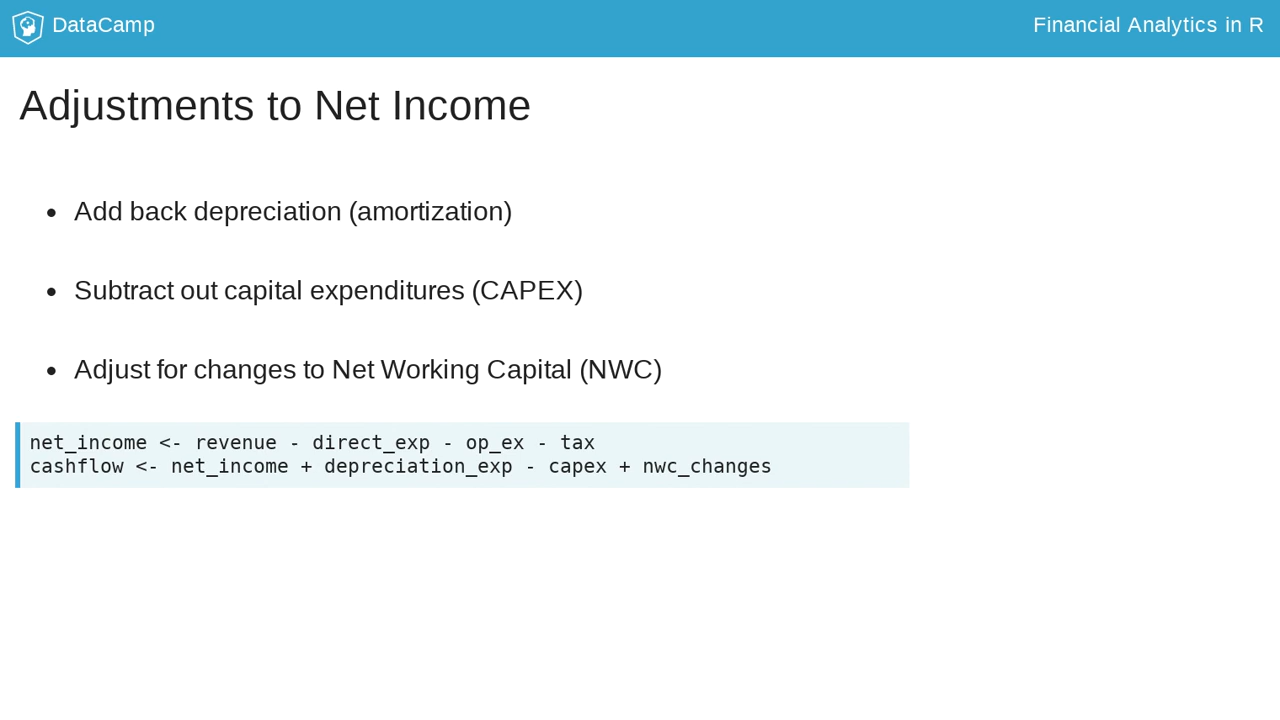 DataCamp
Financial Analytics in R
Adjustments to Net Income
• Add back depreciation (amortization)
• Subtract out capital expenditures (CAPEX)
• Adjust for changes to Net Working Capital (NWC)
net_income <- revenue - direct_exp - op_ex - tax
cashflow <- net_income + depreciation_exp - capex + nwc_changes